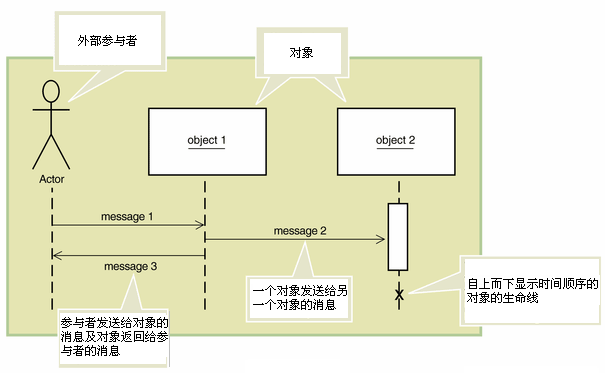 外部参与者
对象
object 1
object 2
Actor
message 1
message 2
message 3
一个对象发送给另
一个对象的消息
自上而下显示时间顺序的
对象的生命线
参与者发送给对象的
消息及对象返回给参
与者的消息